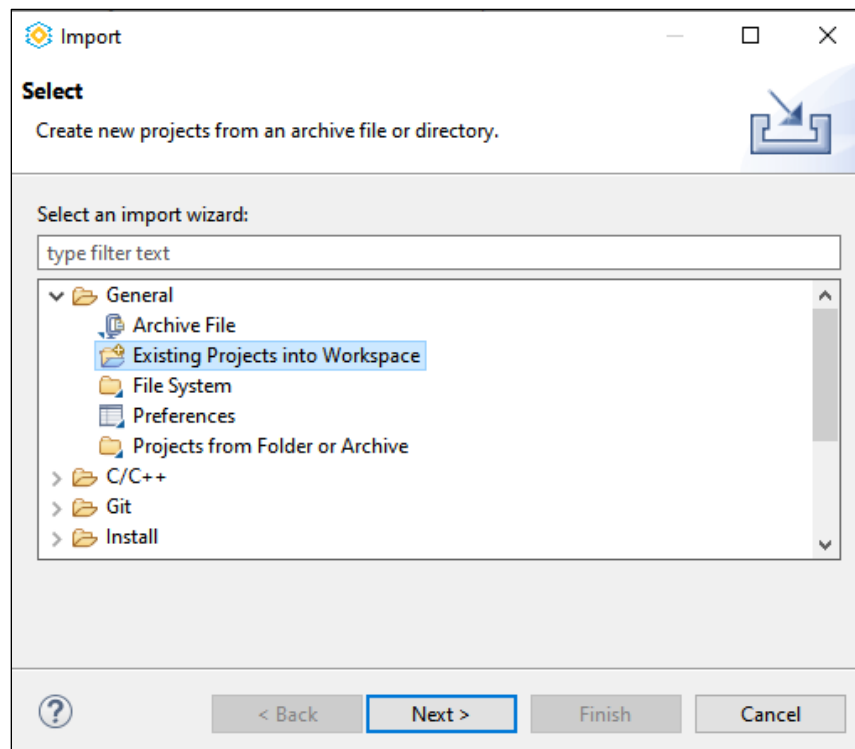 Import
Select
Create new projects from an archive file or directory.
Select an import wizard:
type filter text
General
Archive File
Existing Projects into Workspace
File System
Preferences
Projects from Folder or Archive
C/C++
Git
Install
?
< Back Next > Finish Cancel